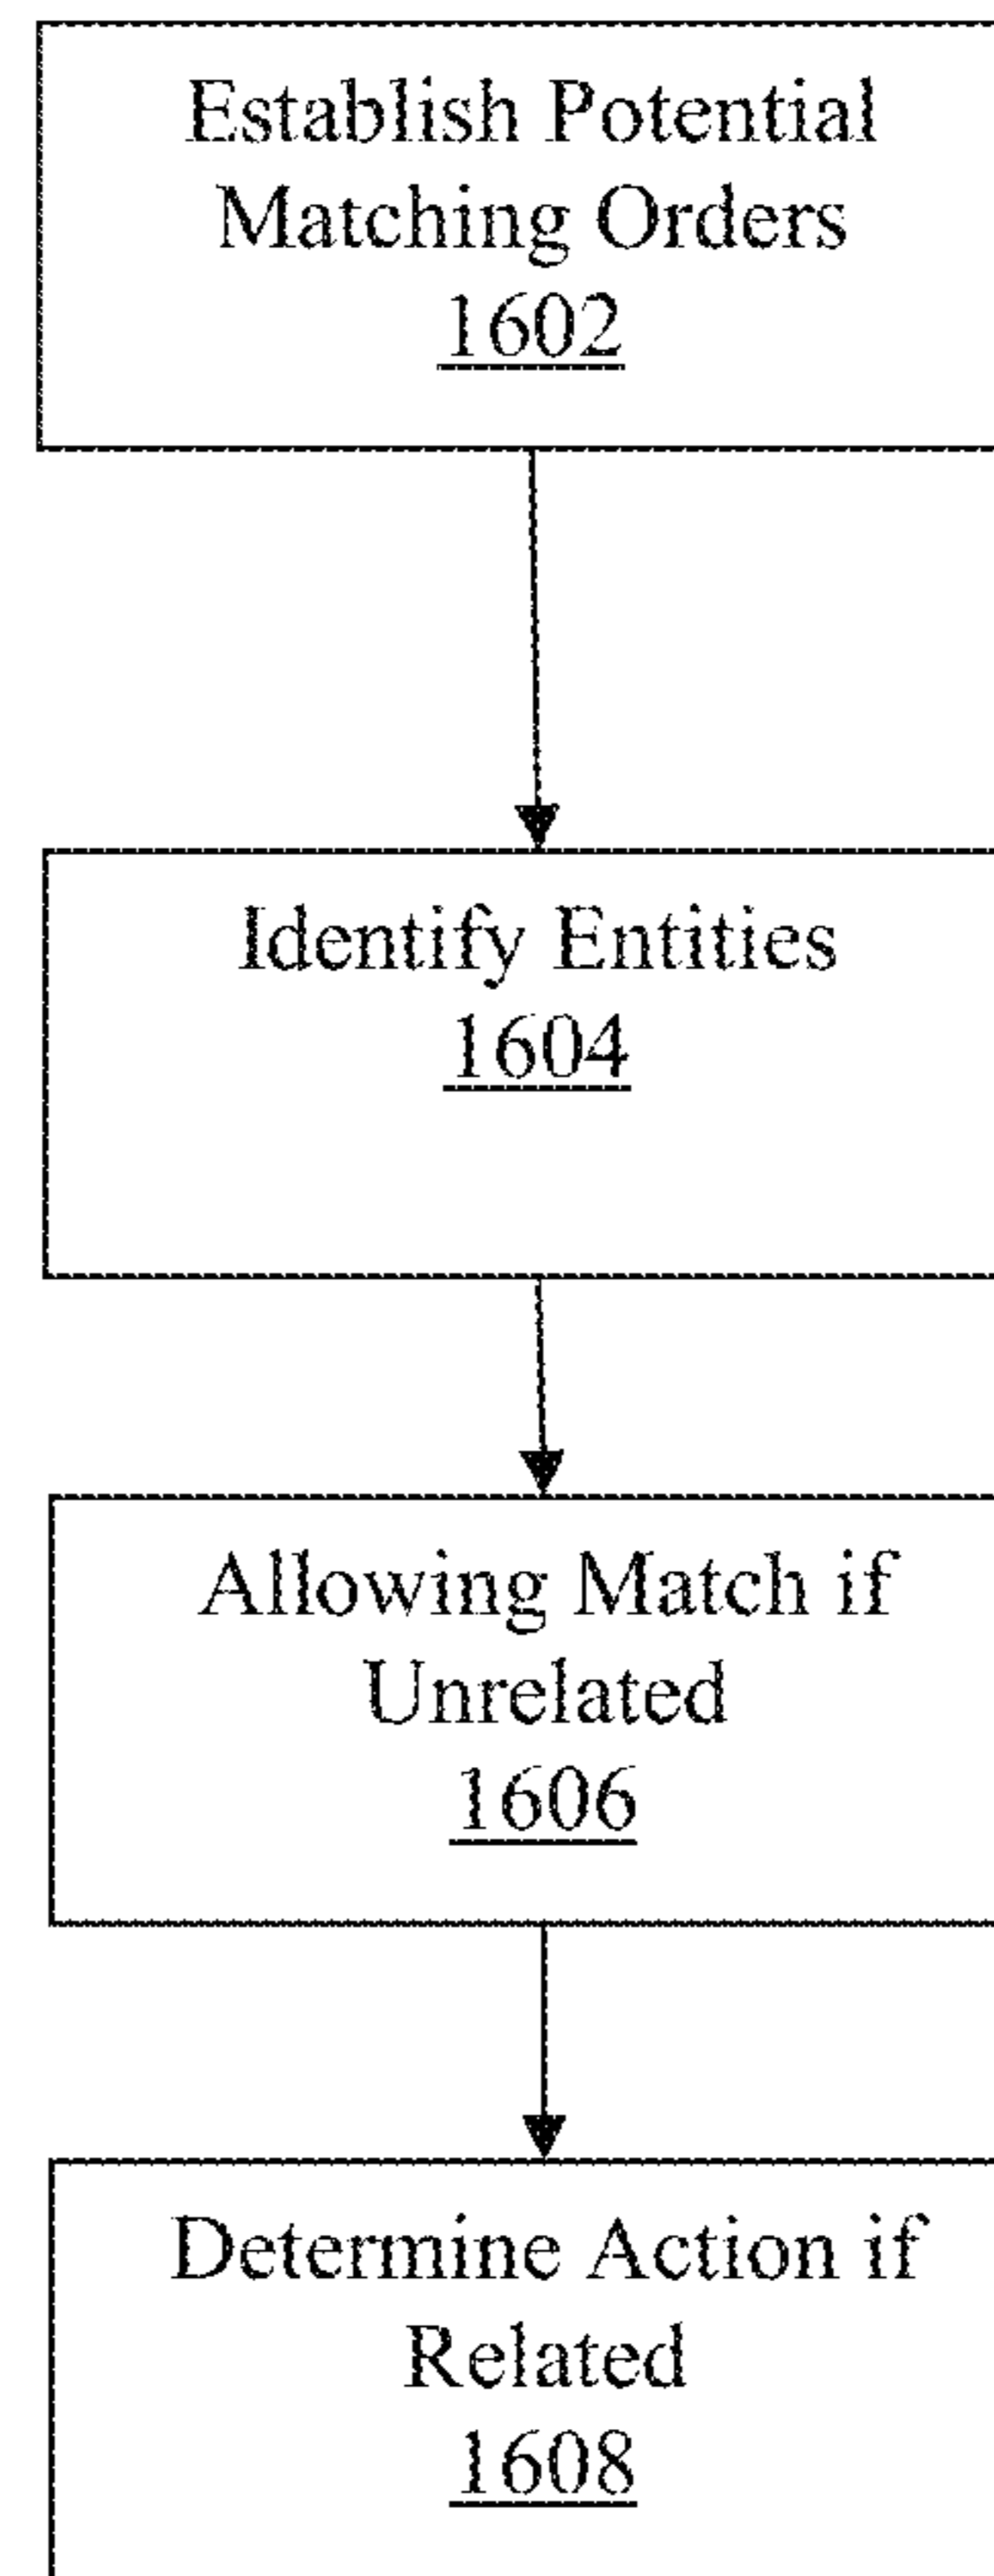 Establish Potential
Matching Orders
1602
Identify Entities
1604
Allowing Match if
Unrelated
1606
Determine Action if
Related
1608